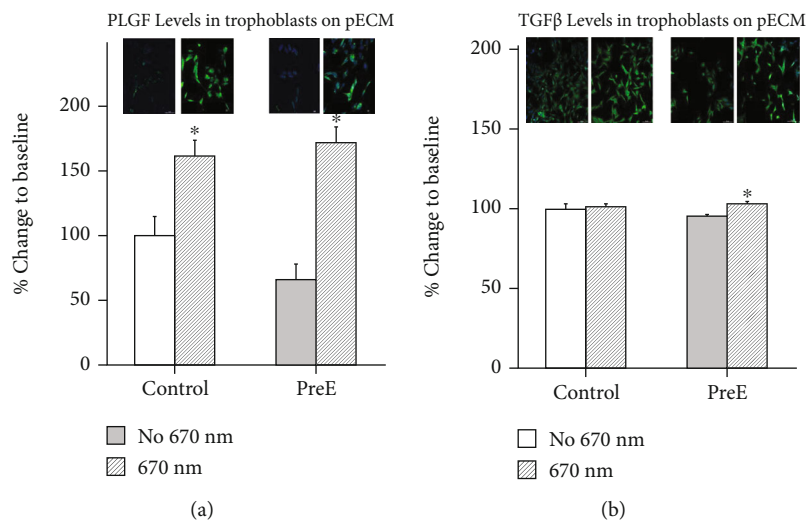 PLGF Levels in trophoblasts on pECM
% Change to baseline
200
150
100
50
0
*
*
Control
PreE
No 670 nm
670 nm
(a)
TGFβ Levels in trophoblasts on pECM
% Change to baseline
200
150
100
50
0
*
Control
PreE
No 670 nm
670 nm
(b)